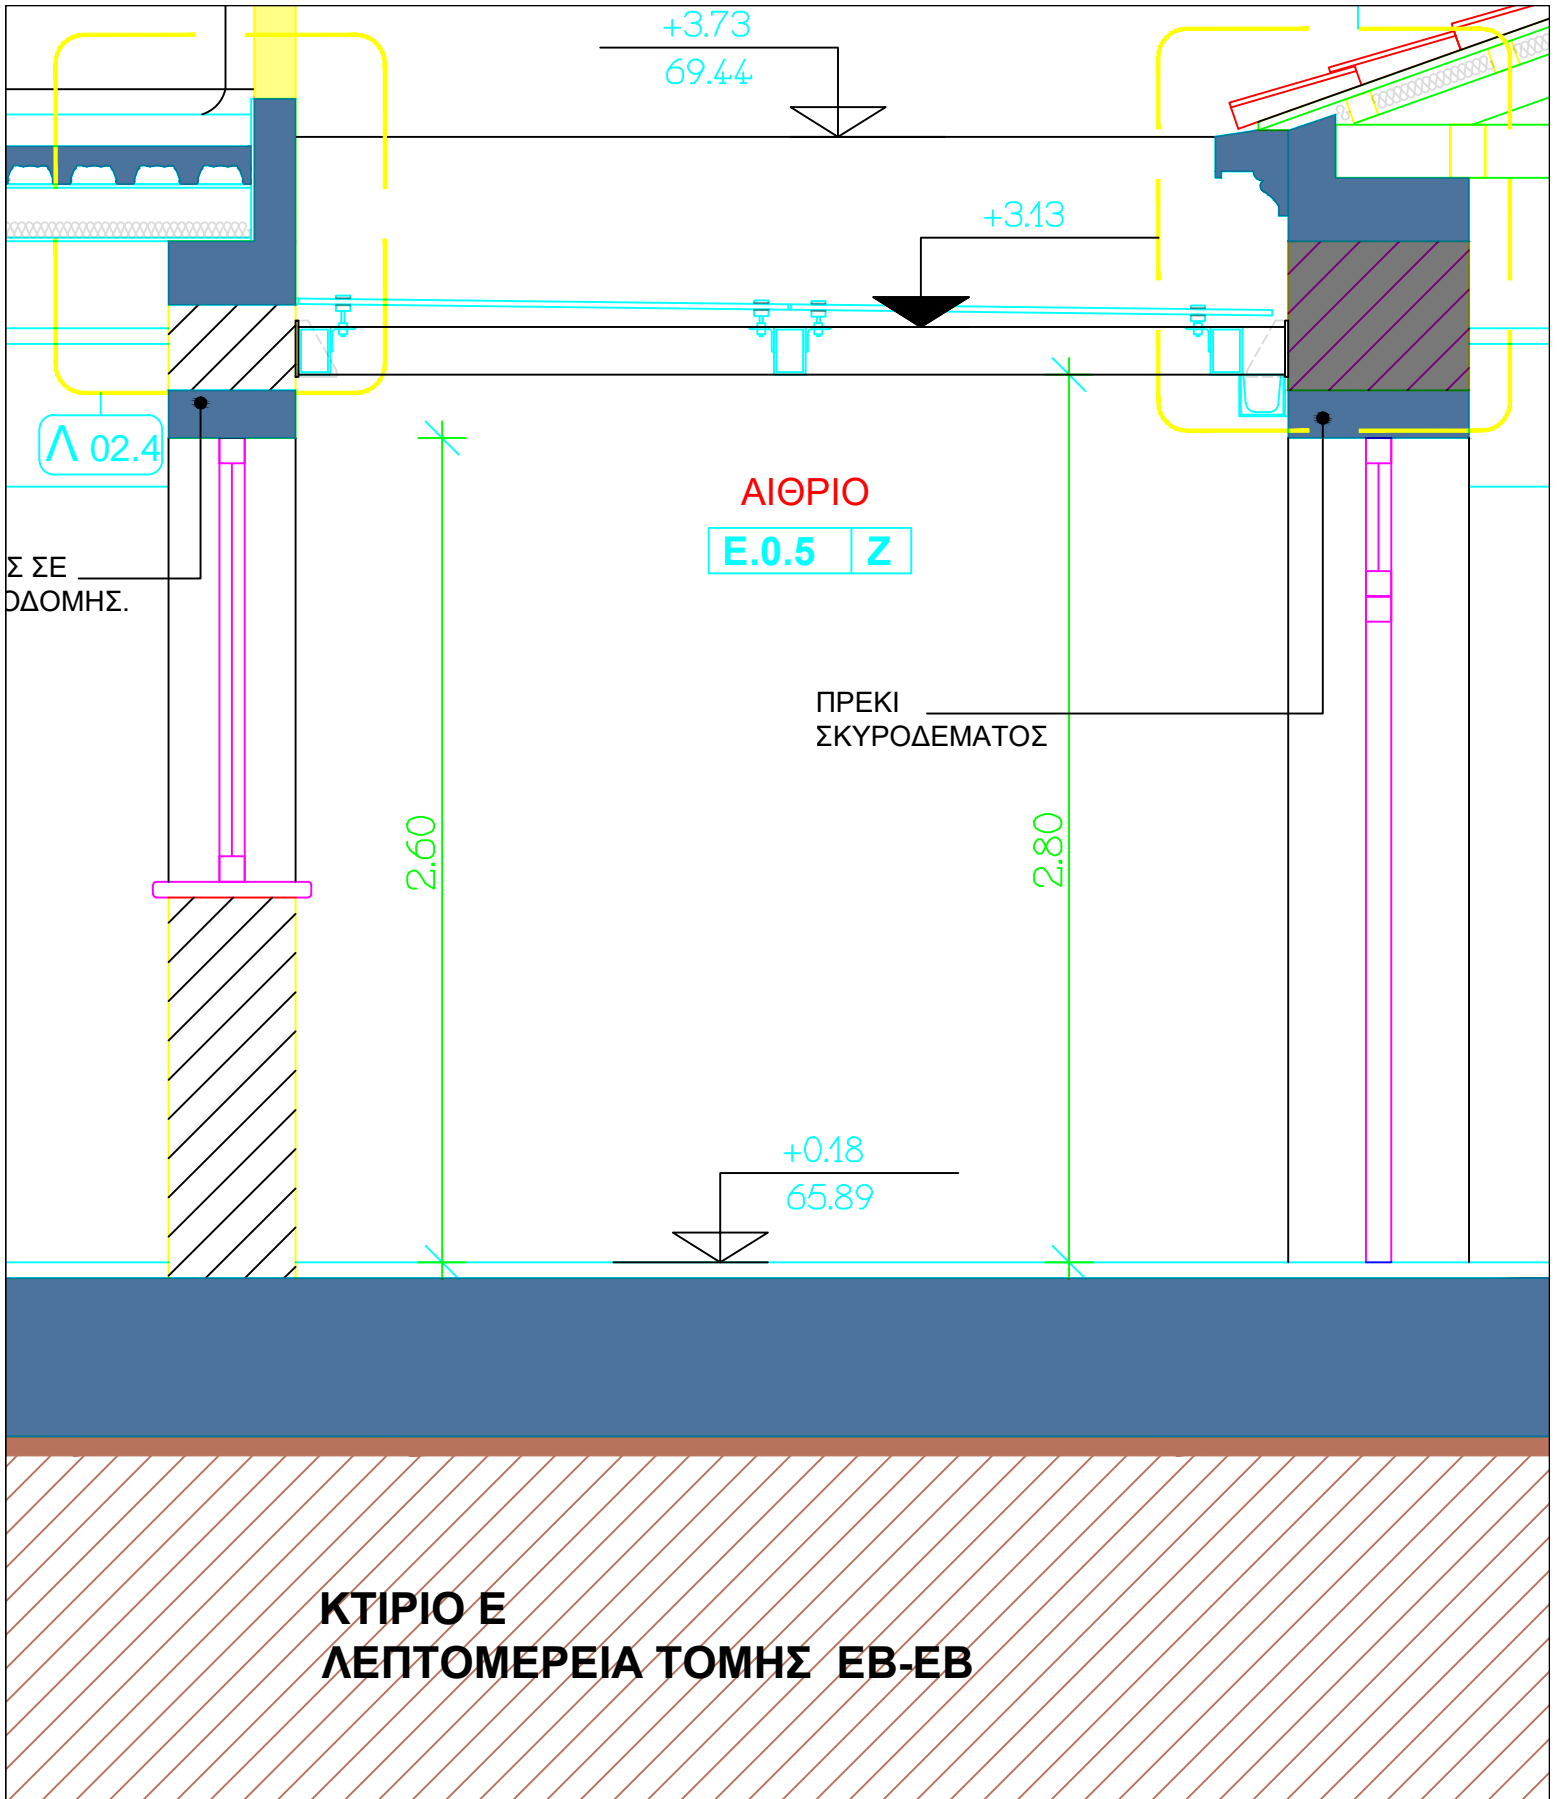 +3.73
69.44
+3.13
Λ 02.4
ΑΙΘΡΙΟ
Ε.0.5 Ζ
Σ ΣΕ
ΟΔΟΜΗΣ.
ΠΡΕΚΙ
ΣΚΥΡΟΔΕΜΑΤΟΣ
2.60
2.80
+0.18
65.89
ΚΤΙΡΙΟ Ε
ΛΕΠΤΟΜΕΡΕΙΑ ΤΟΜΗΣ ΕΒ-ΕΒ